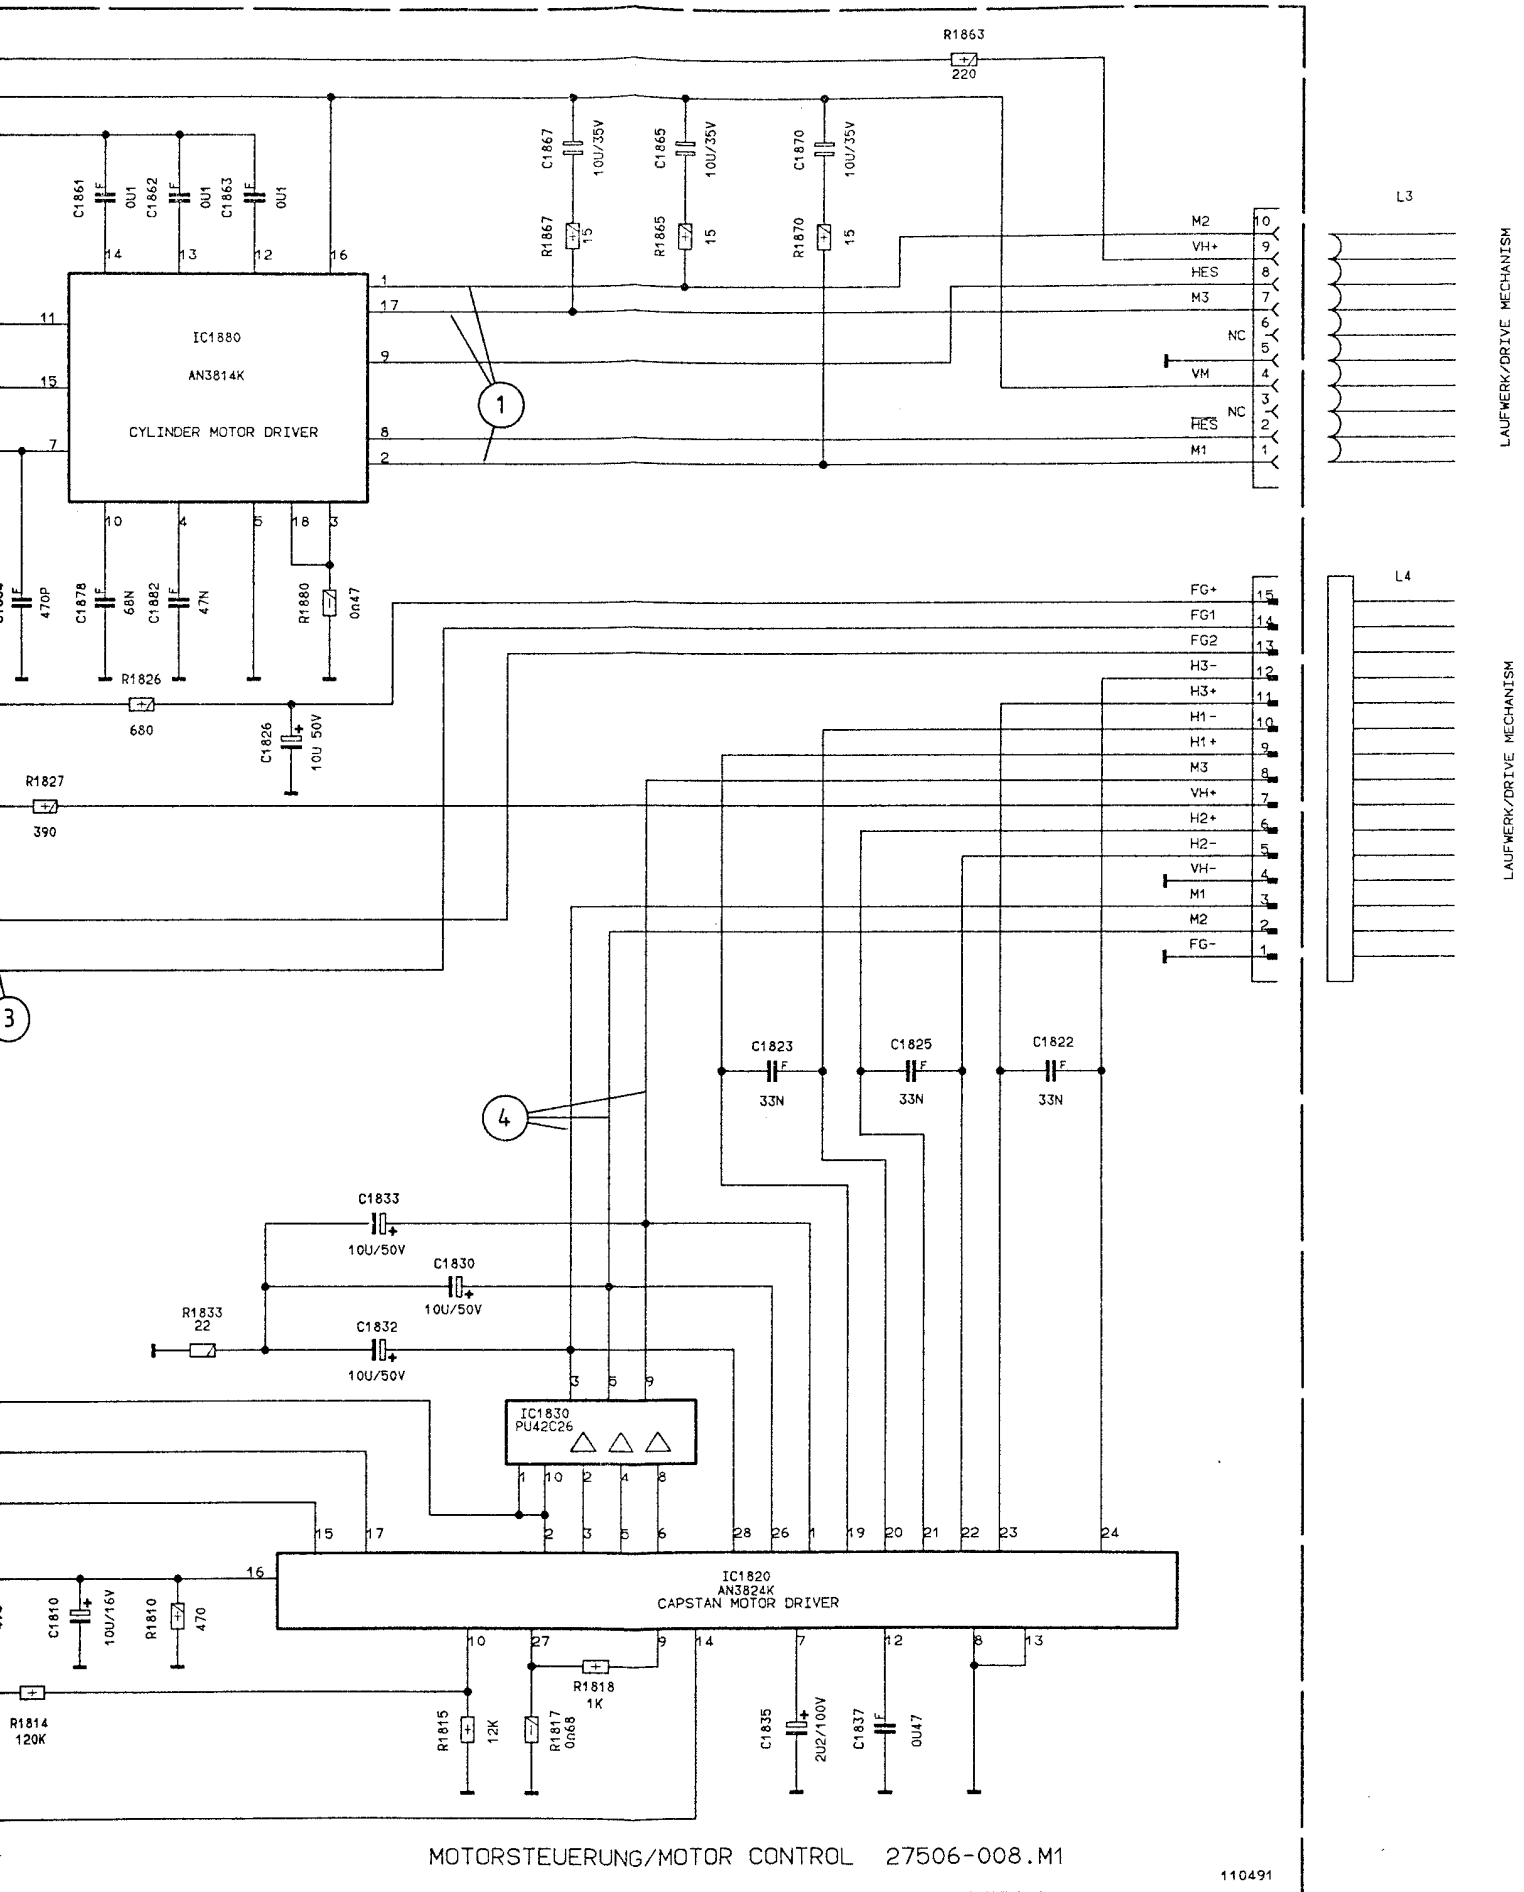 R1863
220
C1867
10U/35V
C1865
10U/35V
C1870
10U/35V
C1861
0U1
C1862
0U1
C1863
0U1
F
F
F
L3
R1867
15
R1865
15
R1870
15
14
13
12
16
M2 10
VH+ 9
HES 8
M3 7
NC 6
5
VM 4
NC 3
HES 2
M1 1
LAUFWERK/DRIVE MECHANISM
1
17
9
8
2
11
15
7
IC1880
AN3814K
CYLINDER MOTOR DRIVER
1
10
4
5
18
3
F
470P
C1878
F
68N
C1882
F
47N
R1880
0Ω47
L4
FG+ 15
FG1 14
FG2 13
H3- 12
H3+ 11
H1- 10
H1+ 9
M3 8
VH+ 7
H2+ 6
H2- 5
VH- 4
M1 3
M2 2
FG- 1
LAUFWERK/DRIVE MECHANISM
R1826
680
C1826
+
10U 50V
R1827
390
3
C1823
F
33N
C1825
F
33N
C1822
F
33N
4
C1833
+
10U/50V
C1830
+
10U/50V
R1833
22
C1832
+
10U/50V
3 5 9
IC1830
PU42C26
1 10 2 4 8
15 17 2 3 5 6 28 26 1 19 20 21 22 23 24
16
IC1820
AN3824K
CAPSTAN MOTOR DRIVER
C1810
+
10U/16V
R1810
470
10 27 9 14 7 12 8 13
R1818
1K
R1814
120K
R1815
12K
R1817
0Ω68
C1835
+
2U2/100V
C1837
F
0U47
MOTORSTEUERUNG/MOTOR CONTROL 27506-008.M1
110491